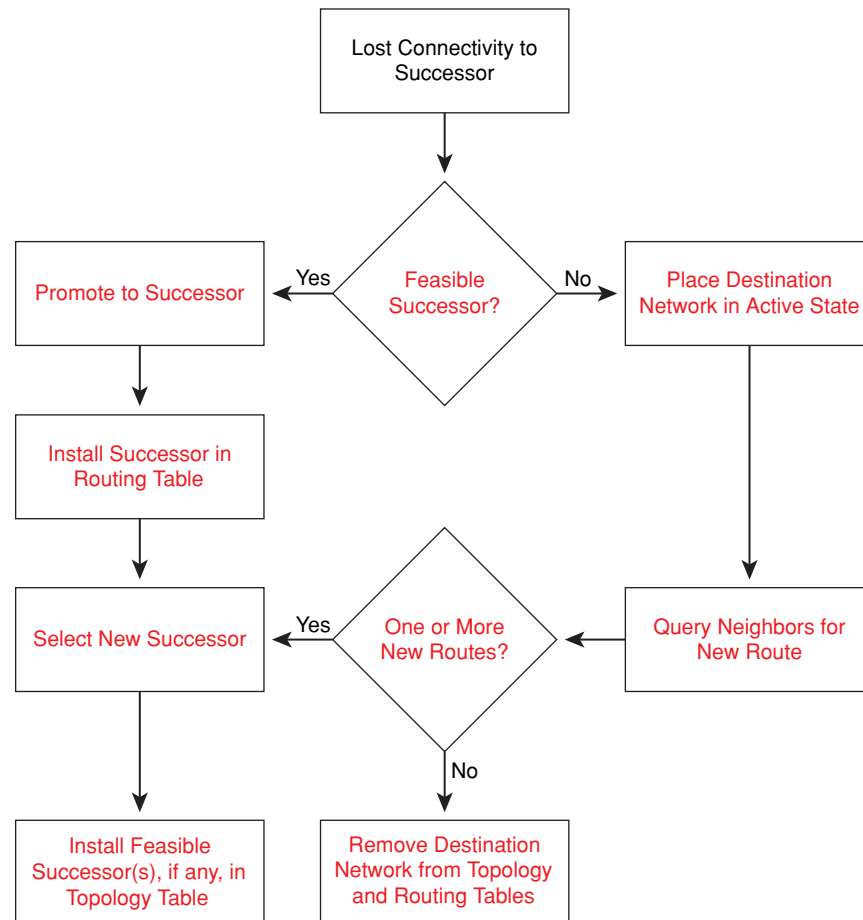 Lost Connectivity to
Successor
Promote to Successor
Yes
Feasible
Successor?
No
Place Destination
Network in Active State
Install Successor in
Routing Table
Select New Successor
Yes
One or More
New Routes?
Query Neighbors for
New Route
No
Install Feasible
Successor(s), if any, in
Topology Table
Remove Destination
Network from Topology
and Routing Tables